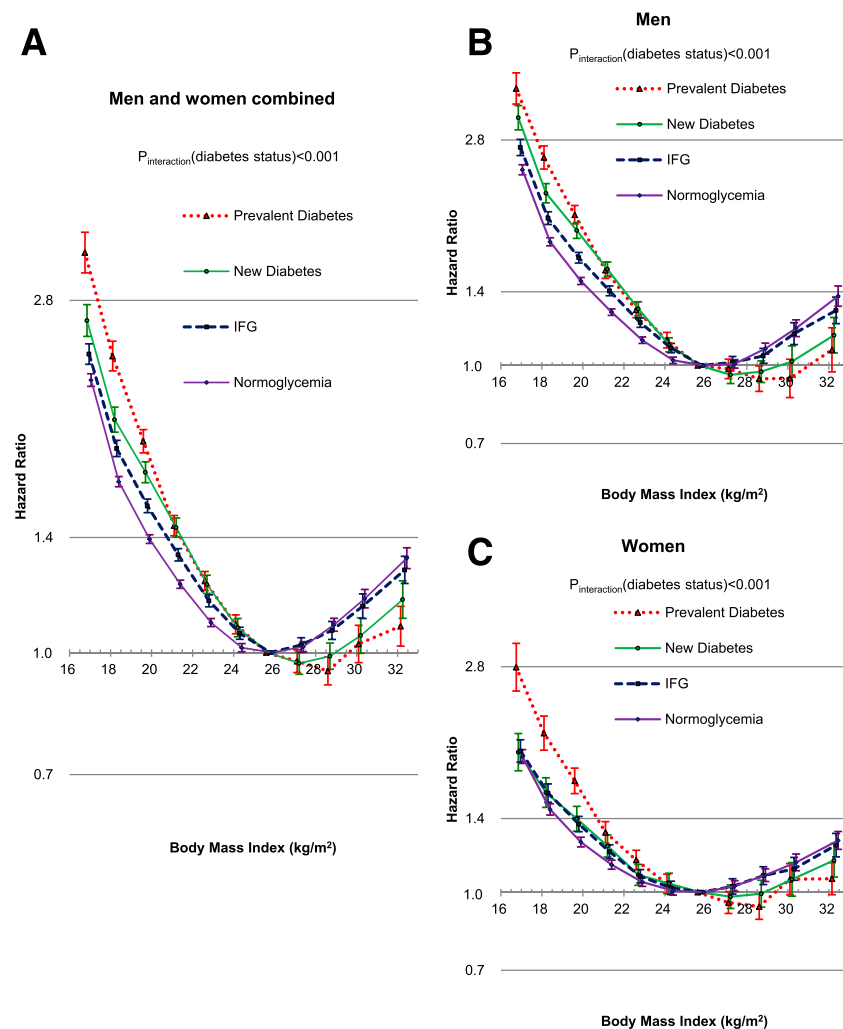 A
Men and women combined
Pinteraction(diabetes status)<0.001
Prevalent Diabetes
New Diabetes
IFG
Normoglycemia
Hazard Ratio
2.8
1.4
1.0
0.7
16 18 20 22 24 26 28 30 32
Body Mass Index (kg/m²)
B
Men
Pinteraction(diabetes status)<0.001
Prevalent Diabetes
New Diabetes
IFG
Normoglycemia
Hazard Ratio
2.8
1.4
1.0
0.7
16 18 20 22 24 26 28 30 32
Body Mass Index (kg/m²)
C
Women
Pinteraction(diabetes status)<0.001
Prevalent Diabetes
New Diabetes
IFG
Normoglycemia
Hazard Ratio
2.8
1.4
1.0
0.7
16 18 20 22 24 26 28 30 32
Body Mass Index (kg/m²)